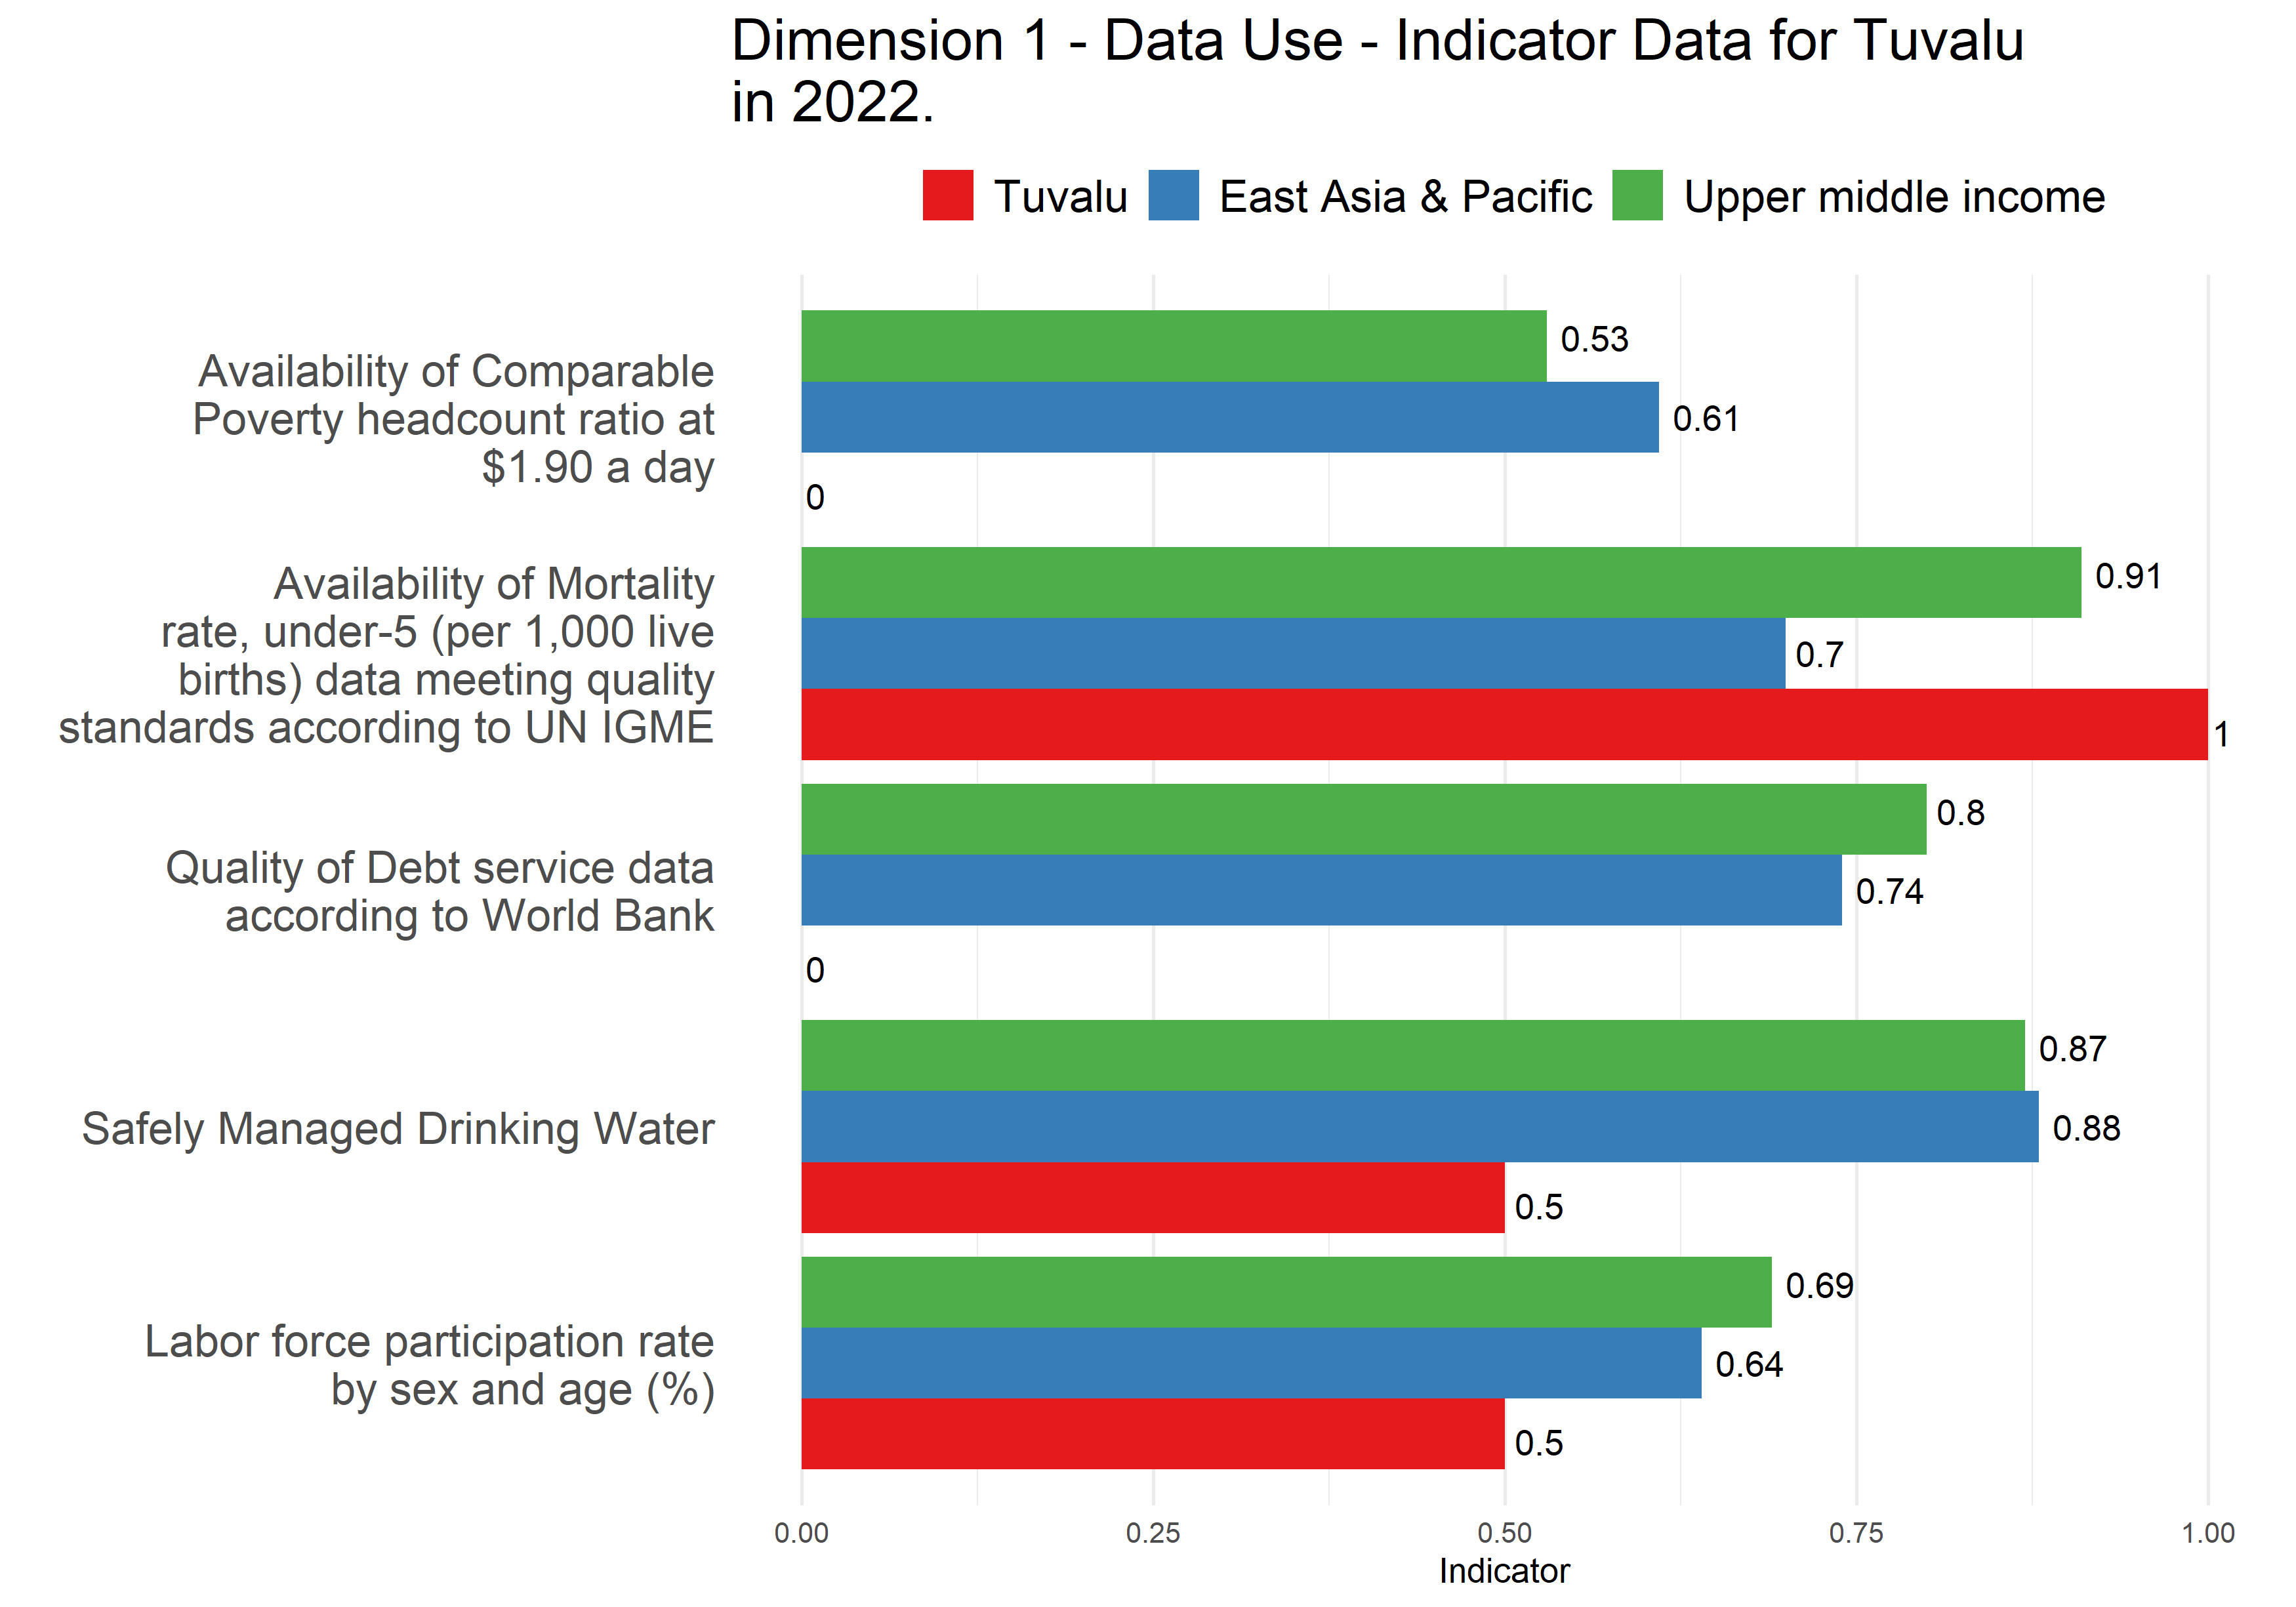 Dimension 1 - Data Use - Indicator Data for Tuvalu
in 2022.
Tuvalu
East Asia & Pacific
Upper middle income
Availability of Comparable
Poverty headcount ratio at
$1.90 a day
0.53
0.61
0
Availability of Mortality
rate, under-5 (per 1,000 live
births) data meeting quality
standards according to UN IGME
0.91
0.7
1
Quality of Debt service data
according to World Bank
0.8
0.74
0
Safely Managed Drinking Water
0.87
0.88
0.5
Labor force participation rate
by sex and age (%)
0.69
0.64
0.5
0.00
0.25
0.50
0.75
1.00
Indicator